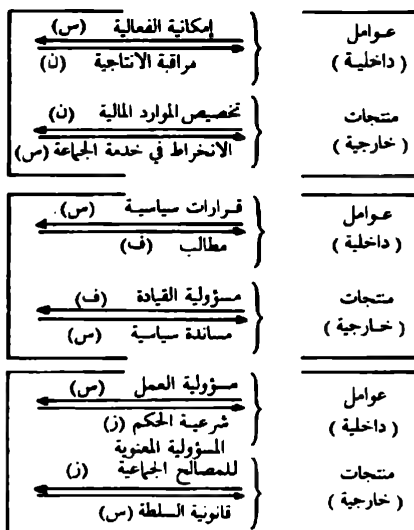 إمكانية الفعالية (س)
عوامل
مراقبة الانتاجية (ن)
( داخلية )
تخصيص الموارد المالية (ن)
منتجات
الانخراط في خدمة الجماعة (س)
( خارجية )
قرارات سياسية (س)
عوامل
مطالب (ف)
( داخلية )
مسؤولية القيادة (ف)
منتجات
مساندة سياسية (س)
( خارجية )
مسؤولية العمل (س)
عوامل
شرعية الحكم (ز)
( داخلية )
المسؤولية المعنوية
للمصالح الجماعية (ز)
منتجات
قانونية السلطة (س)
( خارجية )